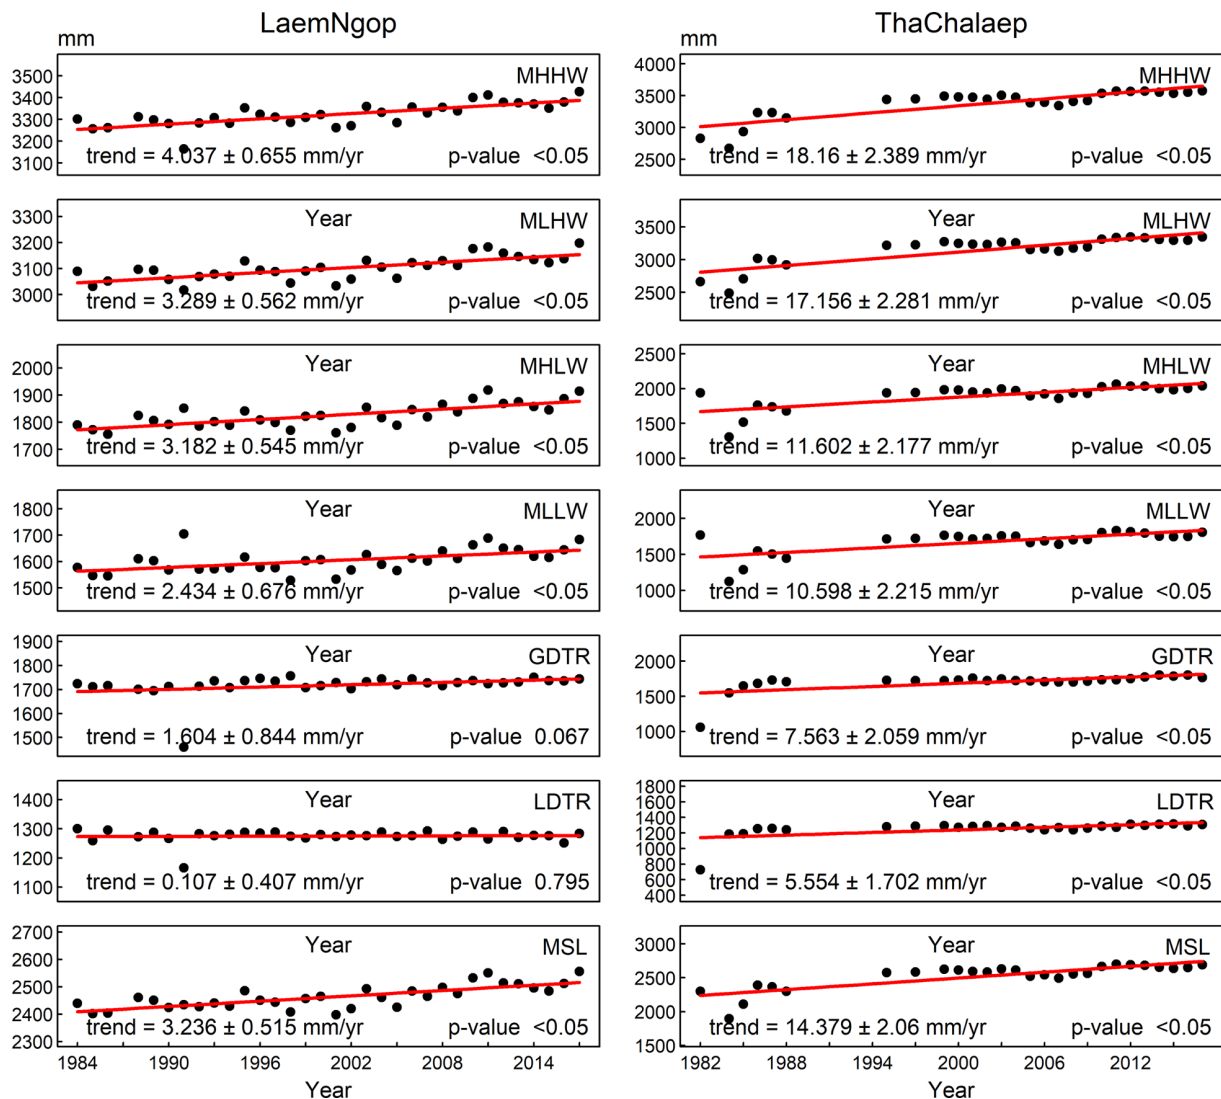 LaemNgop
mm
3500
3400
3300
3200
3100
MHHW
trend = 4.037 ± 0.655 mm/yr
p-value <0.05
Year
3300
3200
3100
3000
MLHW
trend = 3.289 ± 0.562 mm/yr
p-value <0.05
Year
2000
1900
1800
1700
MHLW
trend = 3.182 ± 0.545 mm/yr
p-value <0.05
Year
1800
1700
1600
1500
MLLW
trend = 2.434 ± 0.676 mm/yr
p-value <0.05
Year
1900
1800
1700
1600
1500
GDTR
trend = 1.604 ± 0.844 mm/yr
p-value 0.067
Year
1400
1300
1200
1100
LDTR
trend = 0.107 ± 0.407 mm/yr
p-value 0.795
Year
2700
2600
2500
2400
2300
MSL
trend = 3.236 ± 0.515 mm/yr
p-value <0.05
1984 1990 1996 2002 2008 2014
Year
ThaChalaep
mm
4000
3500
3000
2500
MHHW
trend = 18.16 ± 2.389 mm/yr
p-value <0.05
Year
3500
3000
2500
MLHW
trend = 17.156 ± 2.281 mm/yr
p-value <0.05
Year
2500
2000
1500
1000
MHLW
trend = 11.602 ± 2.177 mm/yr
p-value <0.05
Year
2000
1500
1000
MLLW
trend = 10.598 ± 2.215 mm/yr
p-value <0.05
Year
2000
1500
1000
GDTR
trend = 7.563 ± 2.059 mm/yr
p-value <0.05
Year
1800
1600
1400
1200
1000
800
600
400
LDTR
trend = 5.554 ± 1.702 mm/yr
p-value <0.05
Year
3000
2500
2000
1500
MSL
trend = 14.379 ± 2.06 mm/yr
p-value <0.05
1982 1988 1994 2000 2006 2012
Year